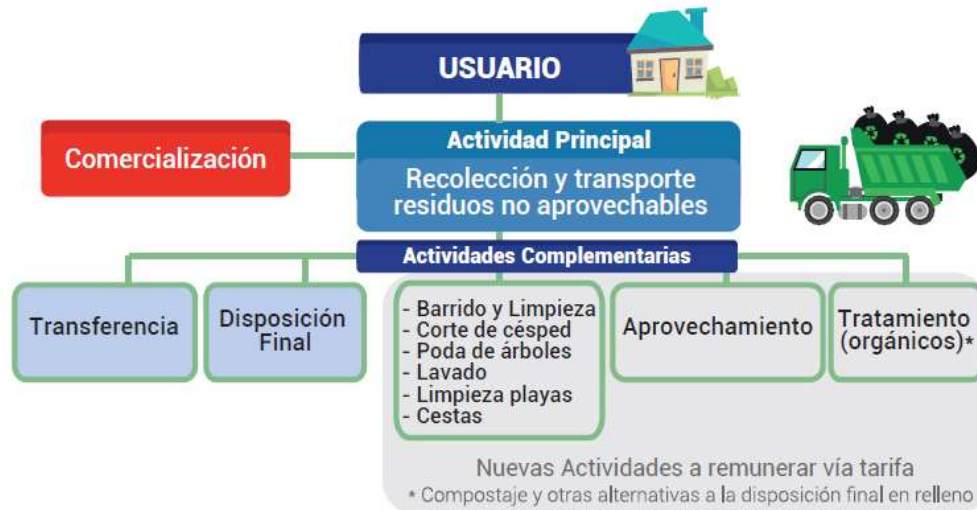 USUARIO
Comercialización
Actividad Principal
Recolección y transporte
residuos no aprovechables
Actividades Complementarias
Transferencia
Disposición
Final
- Barrido y Limpieza
- Corte de césped
- Poda de árboles
- Lavado
- Limpieza playas
- Cestas
Aprovechamiento
Tratamiento
(orgánicos)*
Nuevas Actividades a remunerar vía tarifa
* Compostaje y otras alternativas a la disposición final en relleno